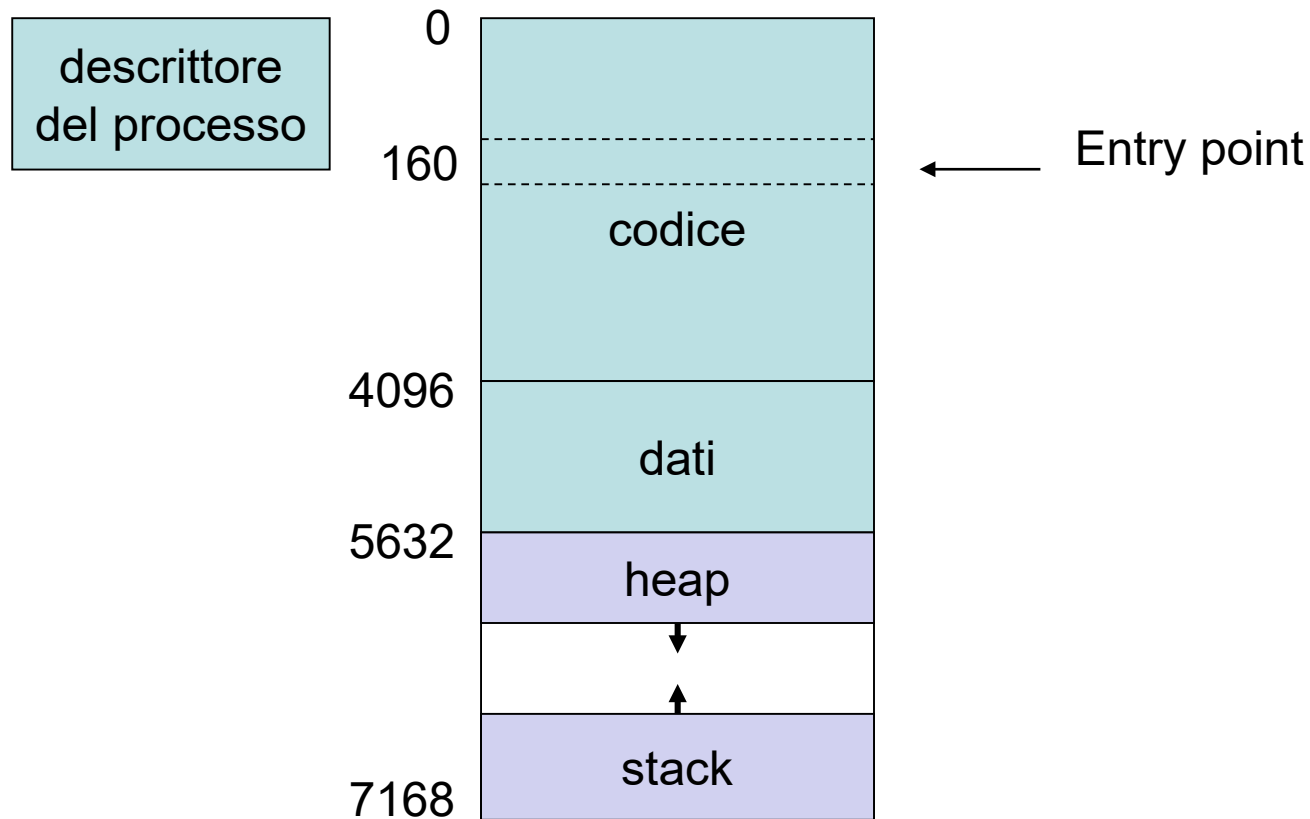 descrittore
del processo
0
160
Entry point
codice
4096
dati
5632
heap
stack
7168